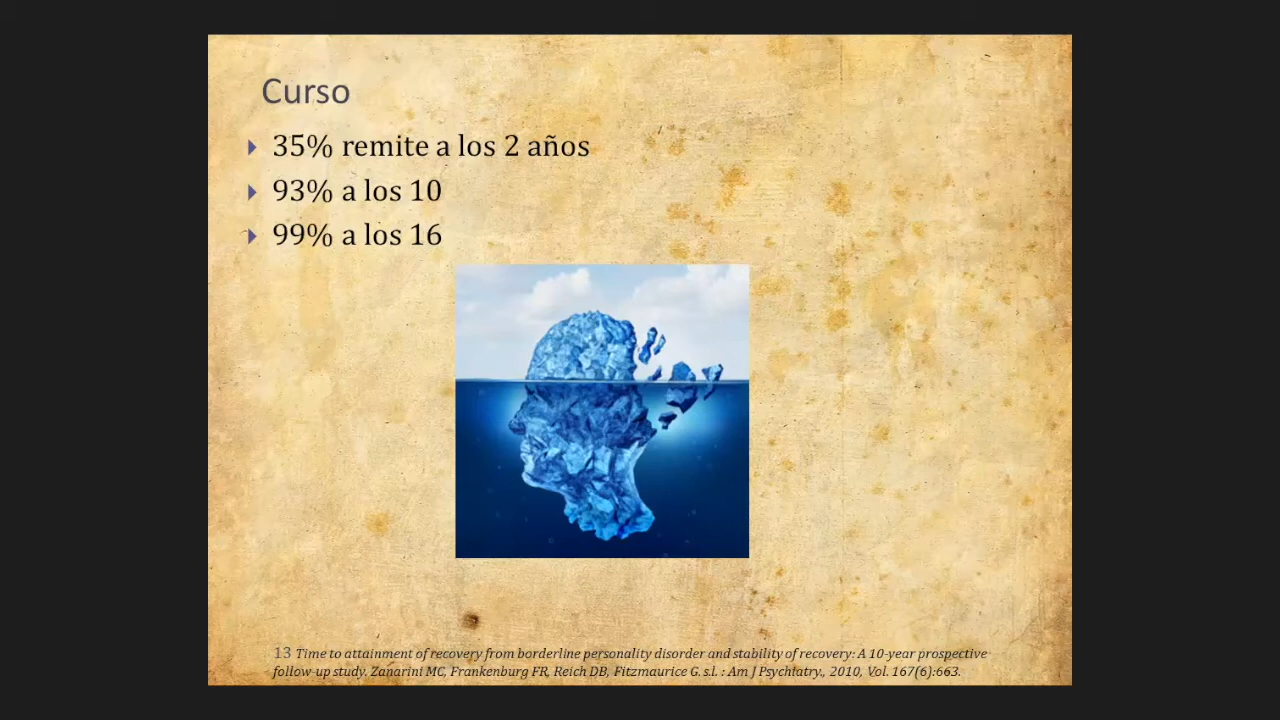 Curso
35% remite a los 2 años
93% a los 10
99% a los 16
13 Time to attainment of recovery from borderline personality disorder and stability of recovery: A 10-year prospective
follow-up study. Zanarini MC, Frankenburg FR, Reich DB, Fitzmaurice G. s.l. : Am J Psychiatry., 2010, Vol. 167(6):663.